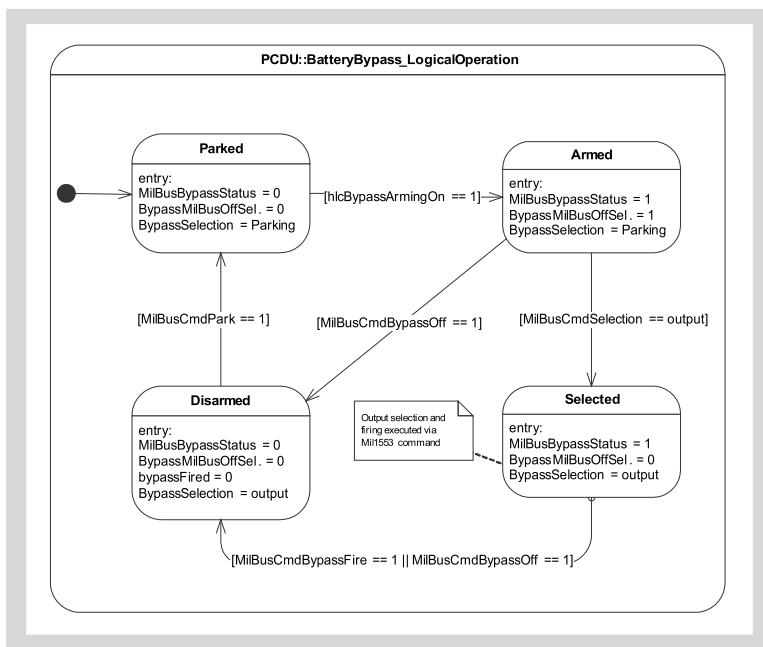 PCDU::BatteryBypass_LogicalOperation
Parked
entry:
MilBusBypassStatus = 0
BypassMilBusOffSel. = 0
BypassSelection = Parking
[hlcBypassArmingOn == 1]
Armed
entry:
MilBusBypassStatus = 1
BypassMilBusOffSel. = 1
BypassSelection = Parking
[MilBusCmdPark == 1]
[MilBusCmdBypassOff == 1]
[MilBusCmdSelection == output]
Disarmed
entry:
MilBusBypassStatus = 0
BypassMilBusOffSel. = 0
bypassFired = 0
BypassSelection = output
Output selection and
firing executed via
Mil1553 command
Selected
entry:
MilBusBypassStatus = 1
BypassMilBusOffSel. = 0
BypassSelection = output
[MilBusCmdBypassFire == 1 || MilBusCmdBypassOff == 1]